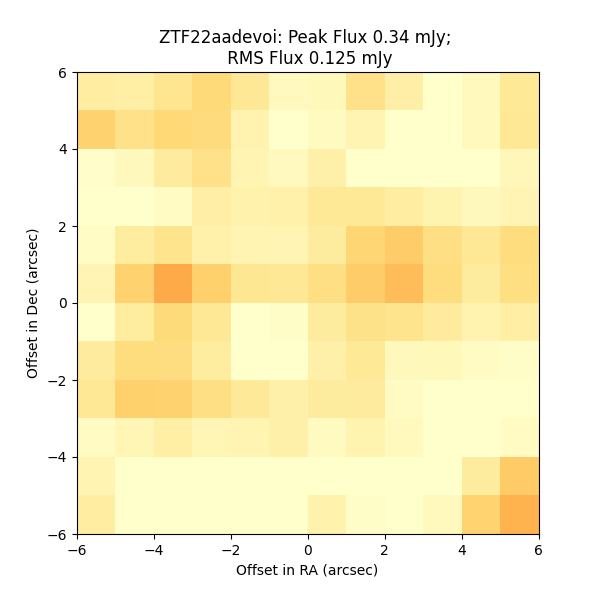 ZTF22aadevoi: Peak Flux 0.34 mJy;
RMS Flux 0.125 mJy
6
4
2
0
−2
−4
−6
Offset in Dec (arcsec)
−6 −4 −2 0 2 4 6
Offset in RA (arcsec)